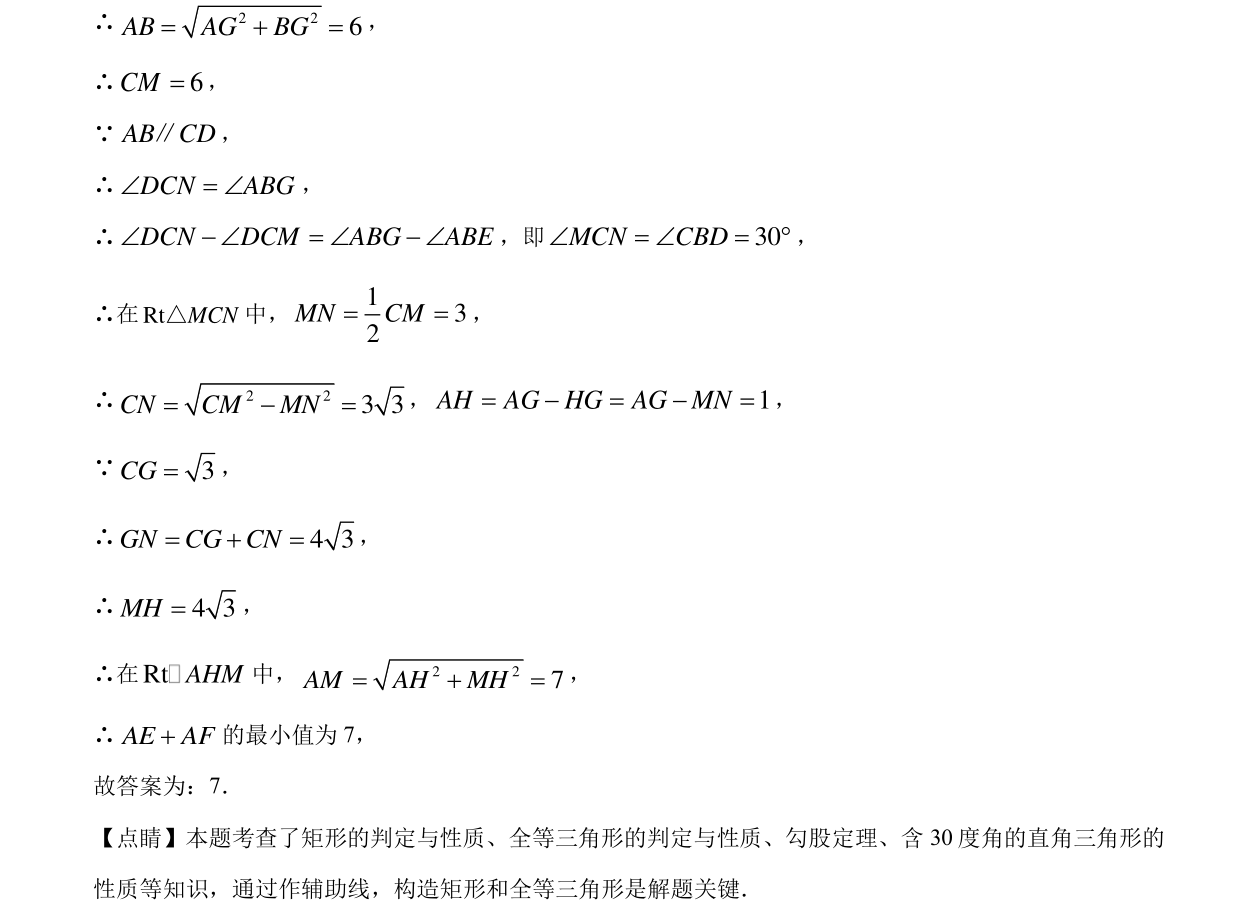 ∴ AB = √(AG² + BG²) = 6，
∴ CM = 6，
∵ AB∥CD，
∴ ∠DCN = ∠ABG，
∴ ∠DCN − ∠DCM = ∠ABG − ∠ABE，即 ∠MCN = ∠CBD = 30°，
∴在 Rt△MCN 中， MN = 1/2 CM = 3，
∴ CN = √(CM² − MN²) = 3√3， AH = AG − HG = AG − MN = 1，
∵ CG = √3，
∴ GN = CG + CN = 4√3，
∴ MH = 4√3，
∴在 Rt□AHM 中， AM = √(AH² + MH²) = 7，
∴ AE + AF 的最小值为 7，
故答案为：7．
【点睛】本题考查了矩形的判定与性质、全等三角形的判定与性质、勾股定理、含 30 度角的直角三角形的
性质等知识，通过作辅助线，构造矩形和全等三角形是解题关键．